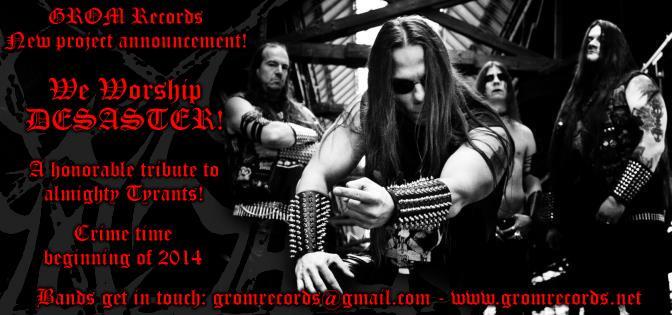 GROM Records
New project announcement!
We Worship
DESASTER!
A honorable tribute to
almighty Tyrants!
Crime time
beginning of 2014
Bands get in touch: gromrecords@gmail.com - www.gromrecords.net